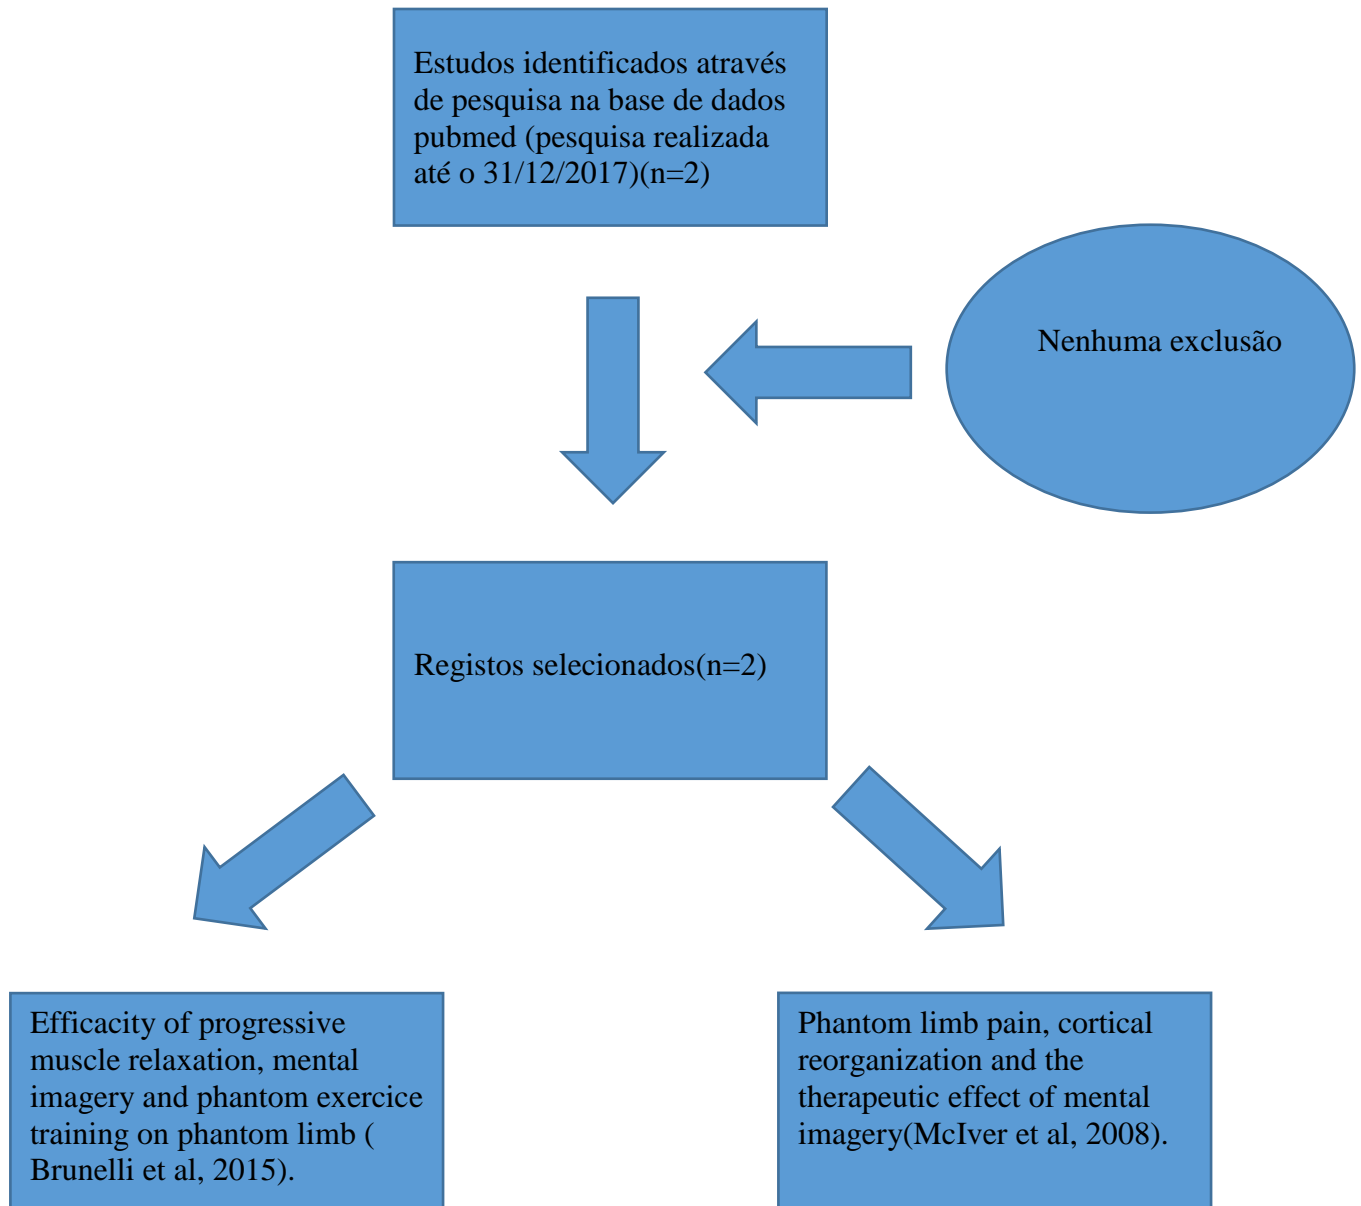 Estudos identificados através
de pesquisa na base de dados
pubmed (pesquisa realizada
até o 31/12/2017)(n=2)
Nenhuma exclusão
Registos selecionados(n=2)
Efficacity of progressive
muscle relaxation, mental
imagery and phantom exercice
training on phantom limb (
Brunelli et al, 2015).
Phantom limb pain, cortical
reorganization and the
therapeutic effect of mental
imagery(McIver et al, 2008).